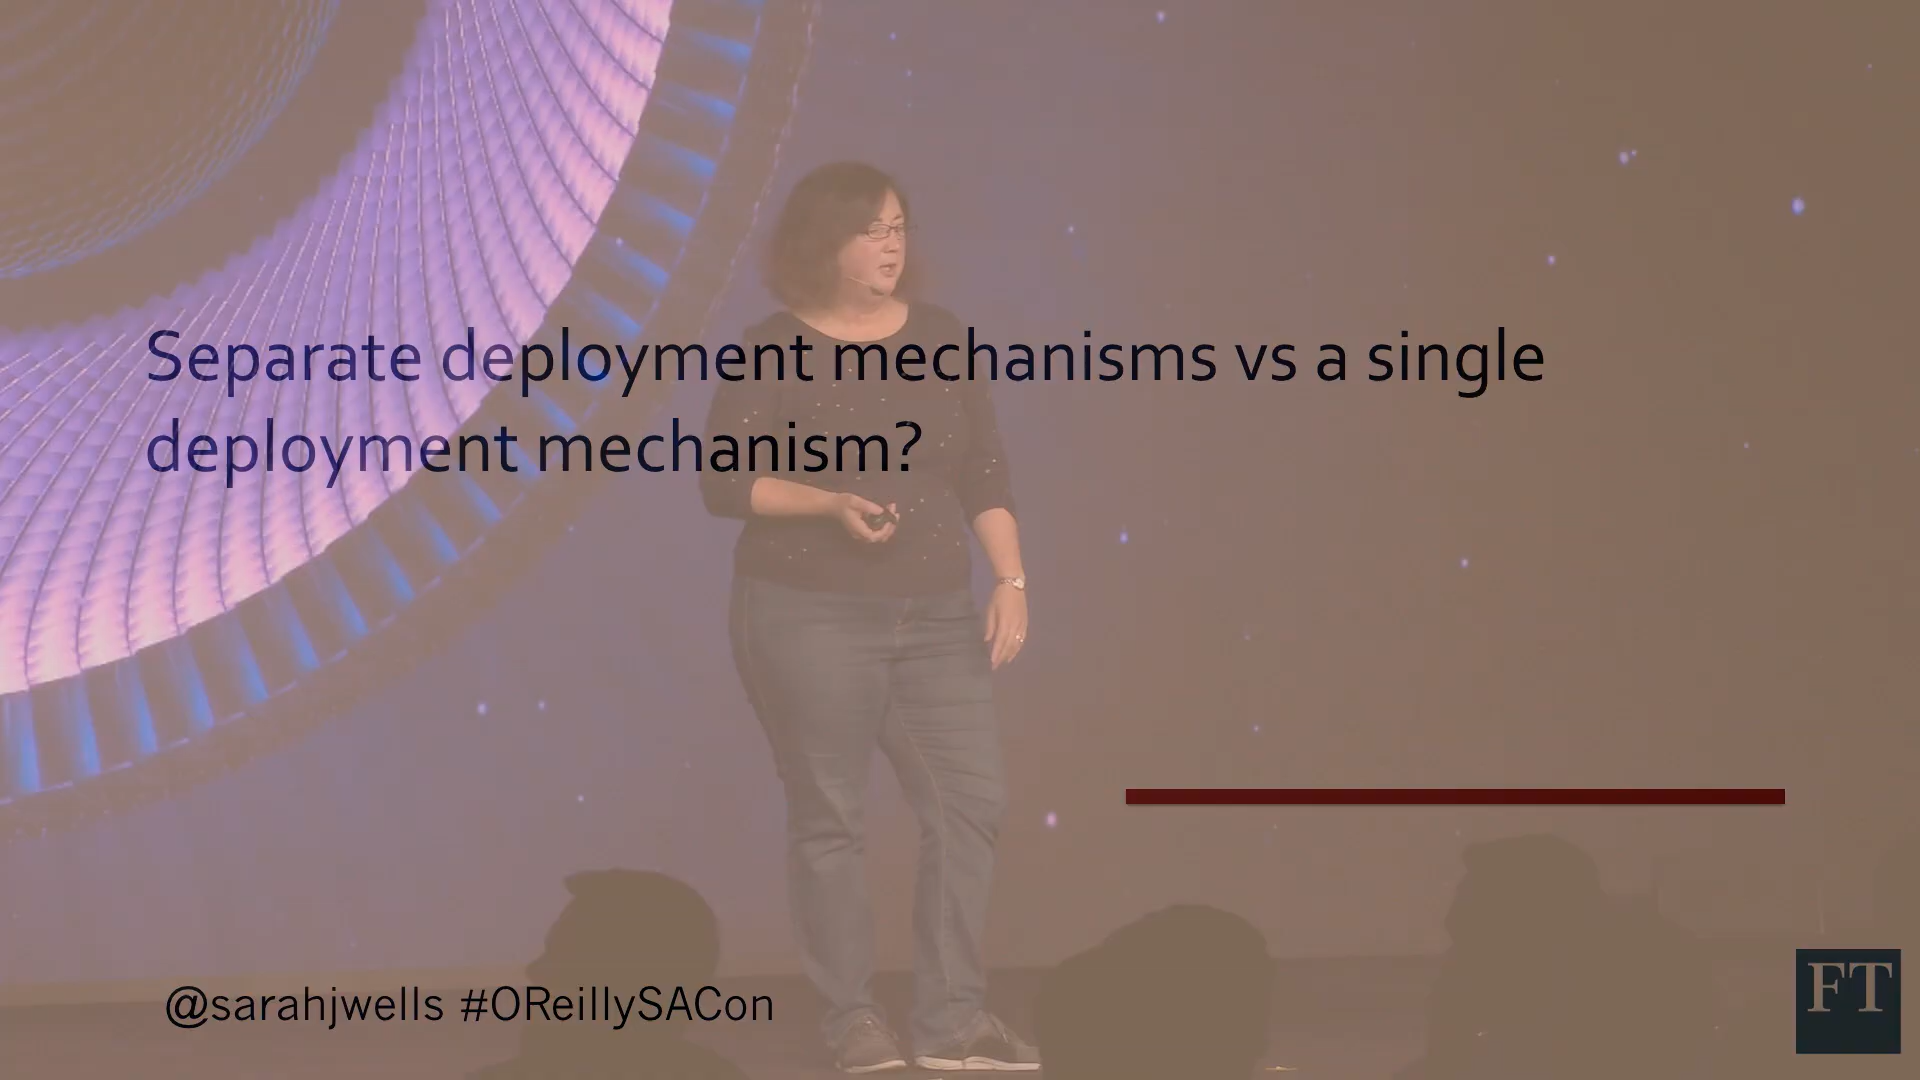 Separate deployment mechanisms vs a single
deployment mechanism?
@sarahjwells #OReillySACon
FT